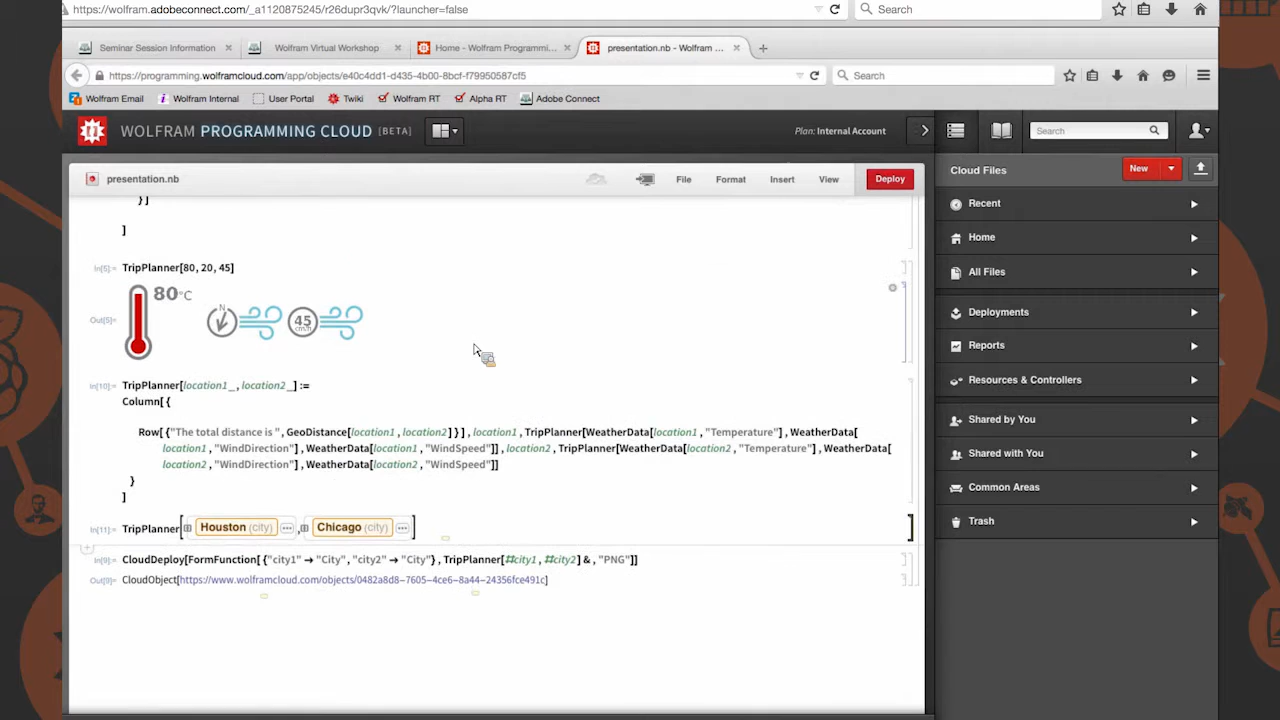 https://wolfram.adobeconnect.com/_a1120875245/r26dupr3qvk/?launcher=false
Search
Seminar Session Information
Wolfram Virtual Workshop
Home - Wolfram Programmi...
presentation.nb - Wolfram ...
https://programming.wolframcloud.com/app/objects/e40c4dd1-d435-4b00-8bcf-f79950587cf5
Search
Wolfram Email
Wolfram Internal
User Portal
Twiki
Wolfram RT
Alpha RT
Adobe Connect
WOLFRAM PROGRAMMING CLOUD [BETA]
Plan: Internal Account
Search
presentation.nb
File
Format
Insert
View
Deploy
Cloud Files
New
Recent
Home
All Files
Deployments
Reports
Resources & Controllers
Shared by You
Shared with You
Common Areas
Trash
} ]
]
In[5]:= TripPlanner[80, 20, 45]
Out[5]= 80°C N 45
In[10]:= TripPlanner[location1_, location2_] :=
Column[ {
Row[ {"The total distance is ", GeoDistance[location1, location2] } ], location1, TripPlanner[WeatherData[location1, "Temperature"], WeatherData[
location1, "WindDirection"], WeatherData[location1, "WindSpeed"]], location2, TripPlanner[WeatherData[location2, "Temperature"], WeatherData[
location2, "WindDirection"], WeatherData[location2, "WindSpeed"]]
}
]
In[11]:= TripPlanner[ Houston (city) , Chicago (city) ]
In[9]:= CloudDeploy[FormFunction[ {"city1" → "City", "city2" → "City"}, TripPlanner[#city1, #city2] &, "PNG"]]
Out[9]= CloudObject[https://www.wolframcloud.com/objects/0482a8d8-7605-4ce6-8a44-24356fce491c]